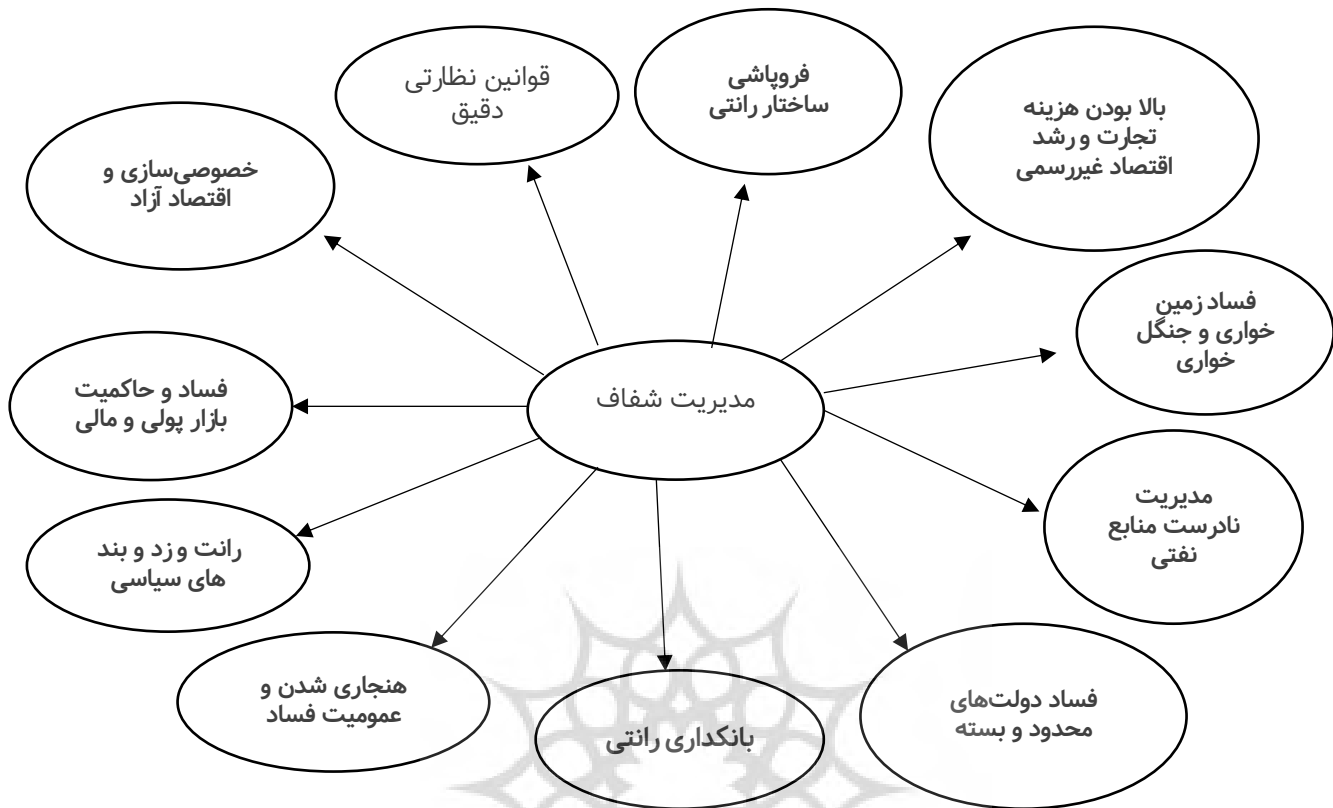 قوانین نظارتی
دقیق
فروپاشی
ساختار رانتی
بالا بودن هزینه
تجارت و رشد
اقتصاد غیررسمی
خصوصی‌سازی و
اقتصاد آزاد
فساد زمین
خواری و جنگل
خواری
فساد و حاکمیت
بازار پولی و مالی
مدیریت شفاف
مدیریت
نادرست منابع
نفتی
رانت و زد و بند
های سیاسی
هنجاری شدن و
عمومیت فساد
بانکداری رانتی
فساد دولت‌های
محدود و بسته